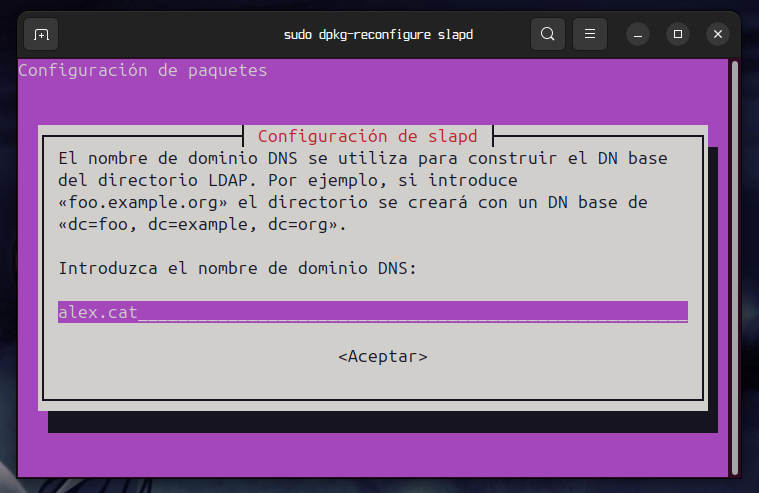 sudo dpkg-reconfigure slapd
Configuración de paquetes
Configuración de slapd
El nombre de dominio DNS se utiliza para construir el DN base
del directorio LDAP. Por ejemplo, si introduce
«foo.example.org» el directorio se creará con un DN base de
«dc=foo, dc=example, dc=org».
Introduzca el nombre de dominio DNS:
alex.cat
<Aceptar>